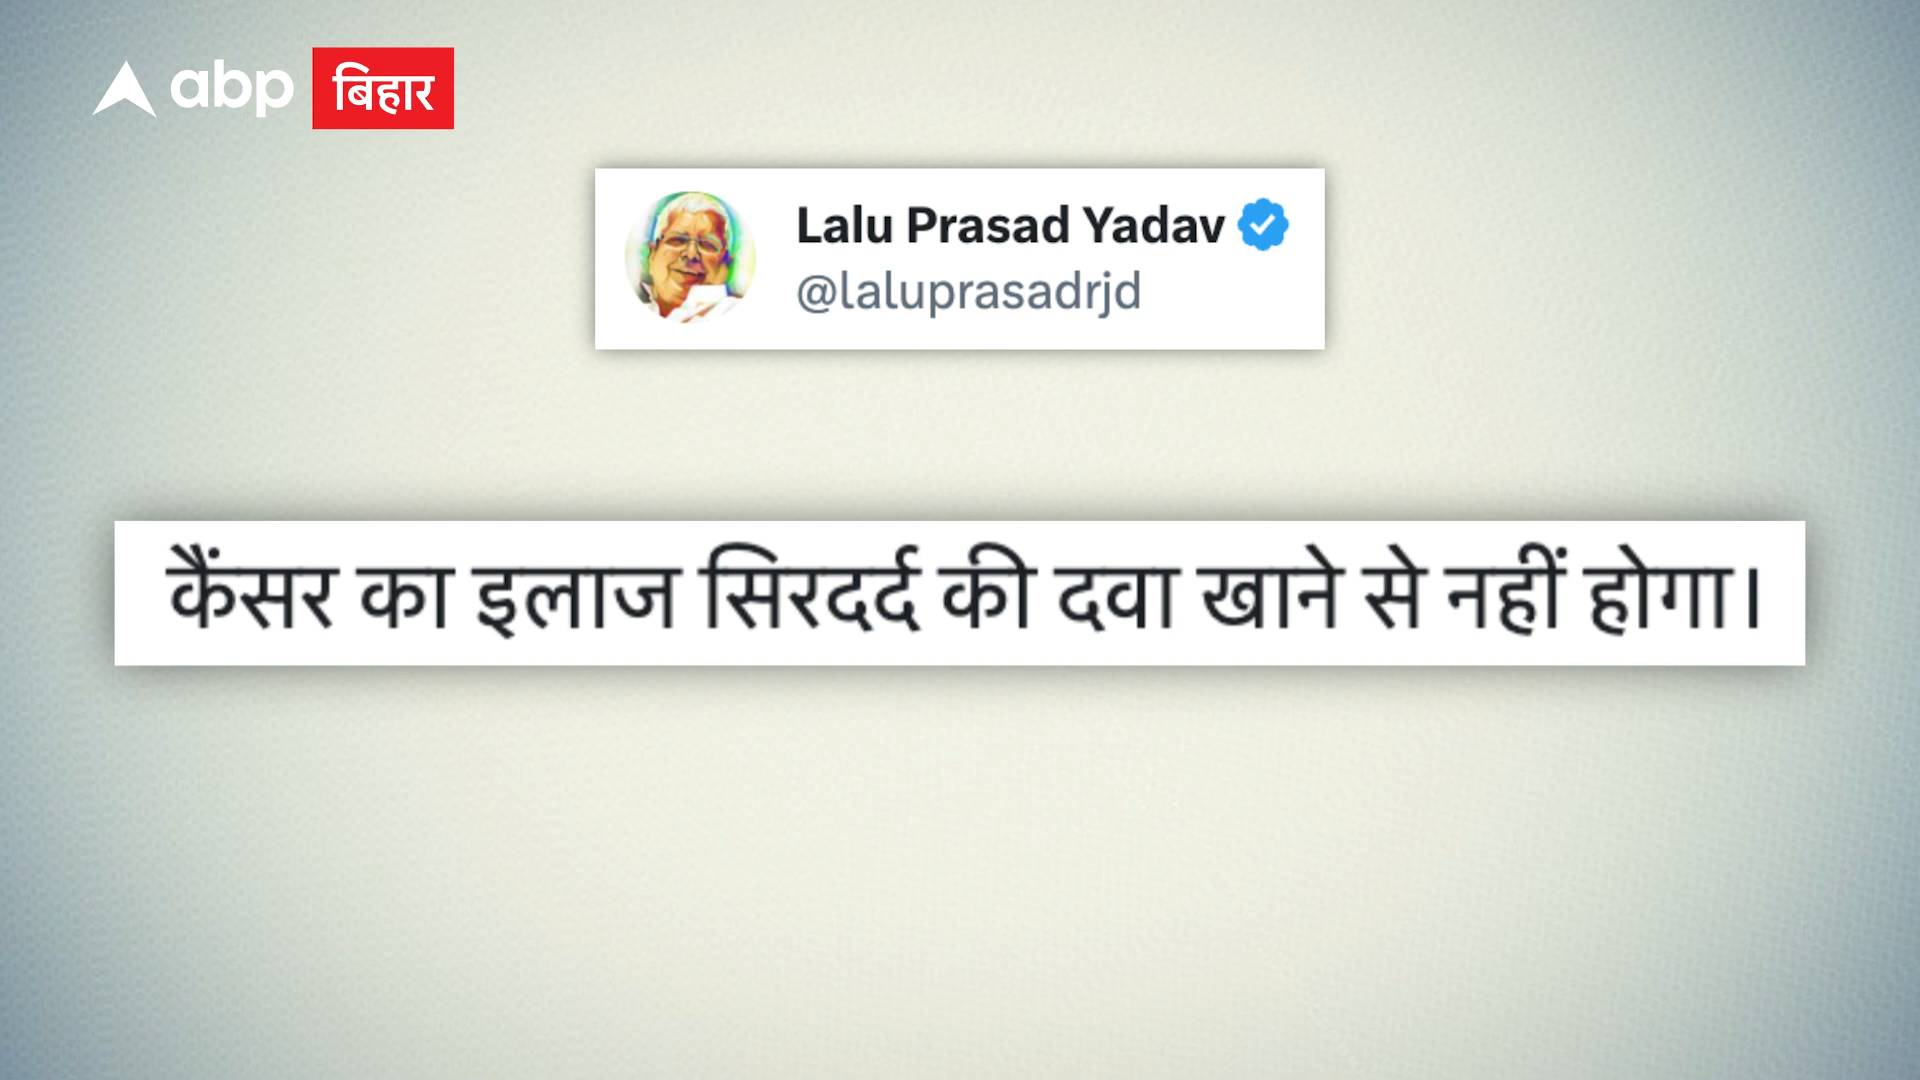 abp बिहार
Lalu Prasad Yadav
@laluprasadrjd
कैंसर का इलाज सिरदर्द की दवा खाने से नहीं होगा।